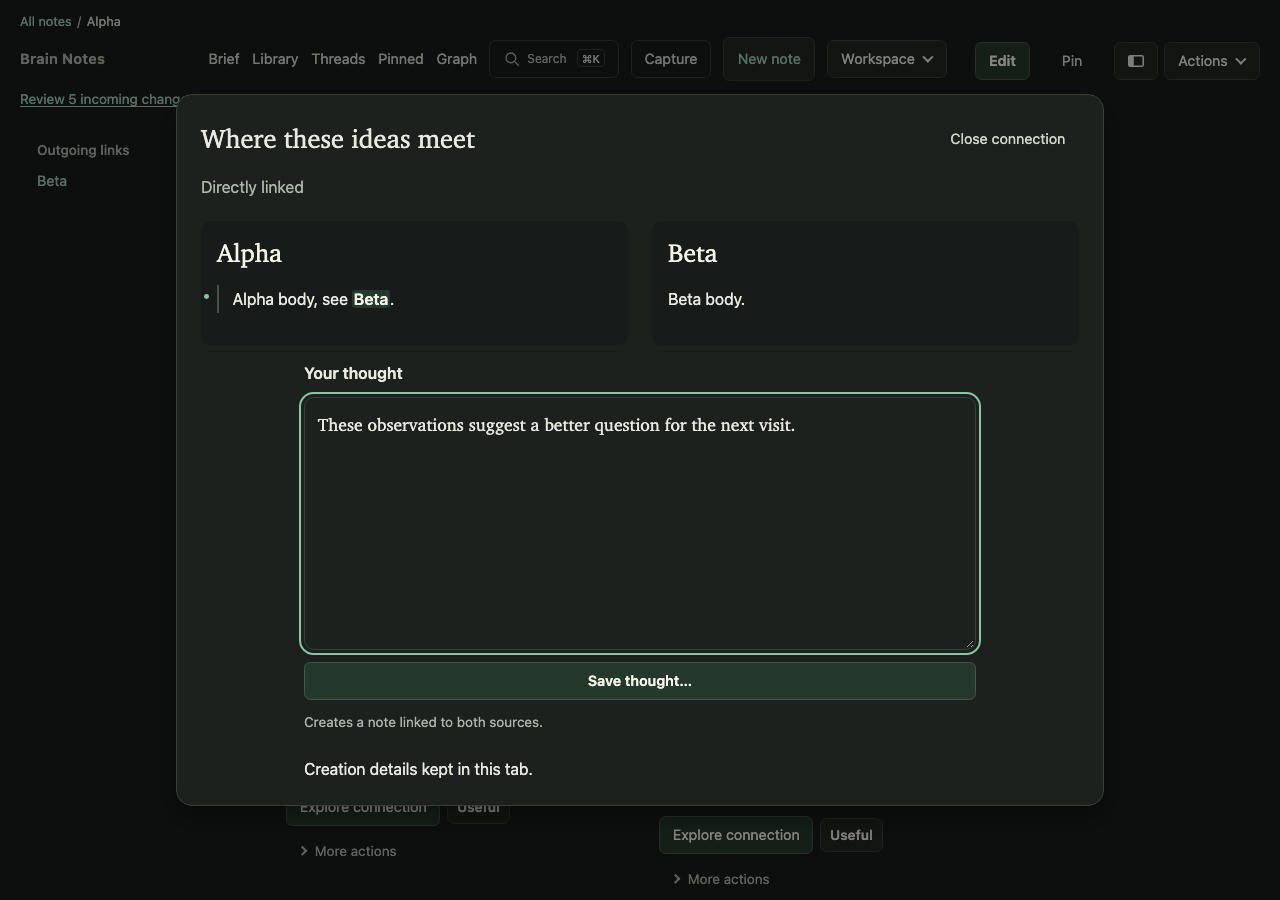 All notes / Alpha
Brain Notes
Brief
Library
Threads
Pinned
Graph
Search ⌘K
Capture
New note
Workspace
Edit
Pin
Actions
Review 5 incoming
Outgoing links
Beta
Where these ideas meet
Close connection
Directly linked
Alpha
Alpha body, see Beta.
Beta
Beta body.
Your thought
These observations suggest a better question for the next visit.
Save thought...
Creates a note linked to both sources.
Creation details kept in this tab.
Explore connection
Useful
More actions
Explore connection
Useful
More actions